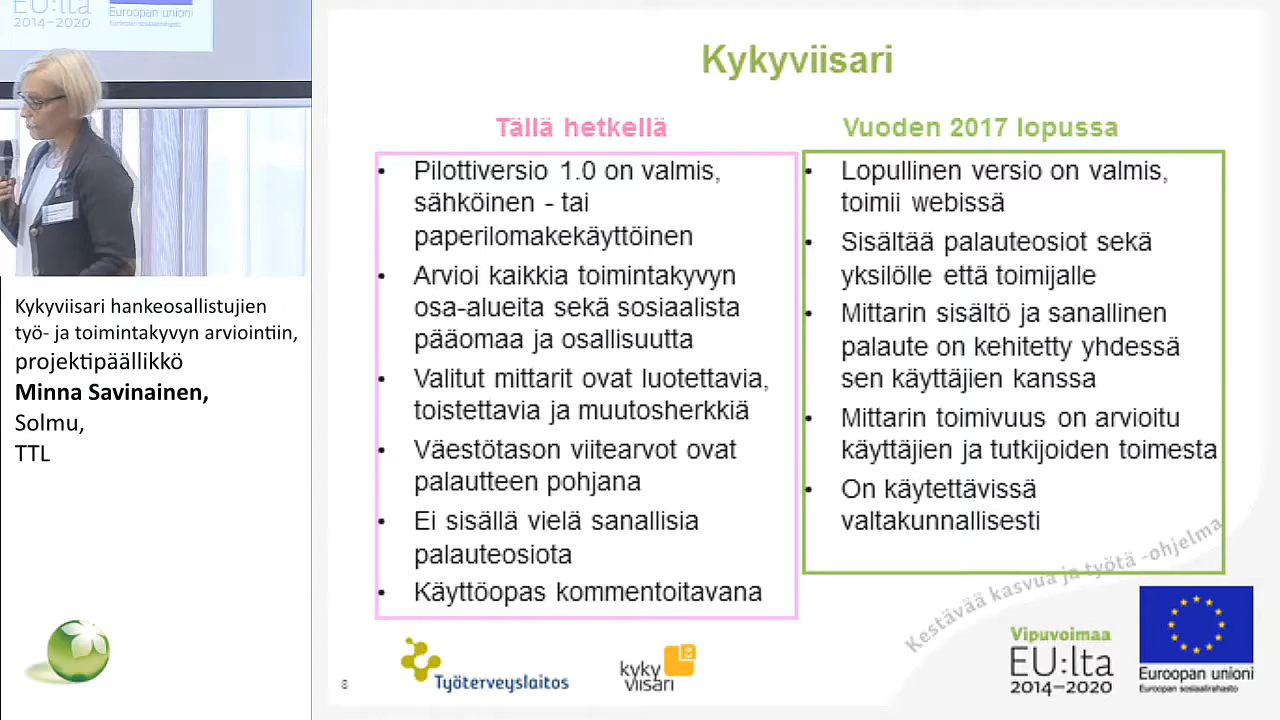 EU:lta
2014–2020
Euroopan unioni
Euroopan sosiaalirahasto
Kykyviisari hankeosallistujien
työ- ja toimintakyvyn arviointiin,
projektipäällikkö
Minna Savinainen,
Solmu,
TTL
Kykyviisari
Tällä hetkellä
• Pilottiversio 1.0 on valmis,
sähköinen - tai
paperilomakekäyttöinen
• Arvioi kaikkia toimintakyvyn
osa-alueita sekä sosiaalista
pääomaa ja osallisuutta
• Valitut mittarit ovat luotettavia,
toistettavia ja muutosherkkiä
• Väestötason viitearvot ovat
palautteen pohjana
• Ei sisällä vielä sanallisia
palauteosiota
• Käyttöopas kommentoitavana
Vuoden 2017 lopussa
• Lopullinen versio on valmis,
toimii webissä
• Sisältää palauteosiot sekä
yksilölle että toimijalle
• Mittarin sisältö ja sanallinen
palaute on kehitetty yhdessä
sen käyttäjien kanssa
• Mittarin toimivuus on arvioitu
käyttäjien ja tutkijoiden toimesta
• On käytettävissä
valtakunnallisesti
Kestävää kasvua ja työtä -ohjelma
8
Työterveyslaitos
kyky
viisari
Vipuvoimaa
EU:lta
2014–2020
Euroopan unioni
Euroopan sosiaalirahasto